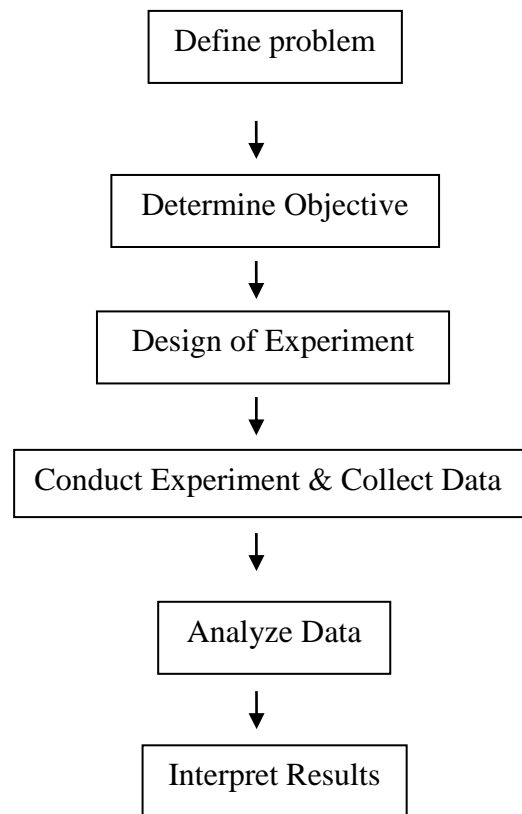 Define problem
Determine Objective
Design of Experiment
Conduct Experiment & Collect Data
Analyze Data
Interpret Results